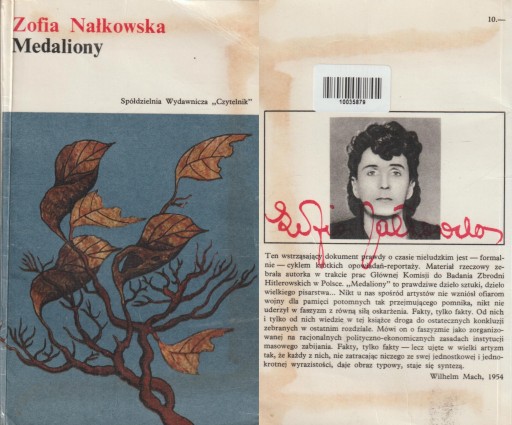 Zofia Nałkowska
Medaliony
Spółdzielnia Wydawnicza „Czytelnik"
10.—
10035879
Zofja Nałkowska
Ten wstrząsający dokument prawdy o czasie nieludzkim jest — formal-
nie — cyklem krótkich opowiadań-reportaży. Materiał rzeczowy ze-
brała autorka w trakcie prac Głównej Komisji do Badania Zbrodni
Hitlerowskich w Polsce. „Medaliony" to prawdziwe dzieło sztuki, dzieło
wielkiego pisarstwa... Nikt u nas spośród artystów nie wzniósł ofiarom
wojny dla pamięci potomnych tak przejmującego pomnika, nikt nie
uderzył w faszyzm z równą siłą oskarżenia. Fakty, tylko fakty. Od nich
i tylko od nich wiedzie w tej książce droga do ostatecznych konkluzji
zebranych w ostatnim rozdziale. Mówi on o faszyzmie jako zorganizo-
wanej na racjonalnych polityczno-ekonomicznych zasadach instytucji
masowego zabijania. Fakty, tylko fakty — lecz ujęte w wielki artyzm
tak, że każdy z nich, nie zatracając niczego ze swej jednostkowej i jedno-
krotnej wyrazistości, daje obraz typowy, staje się syntezą.
Wilhelm Mach, 1954